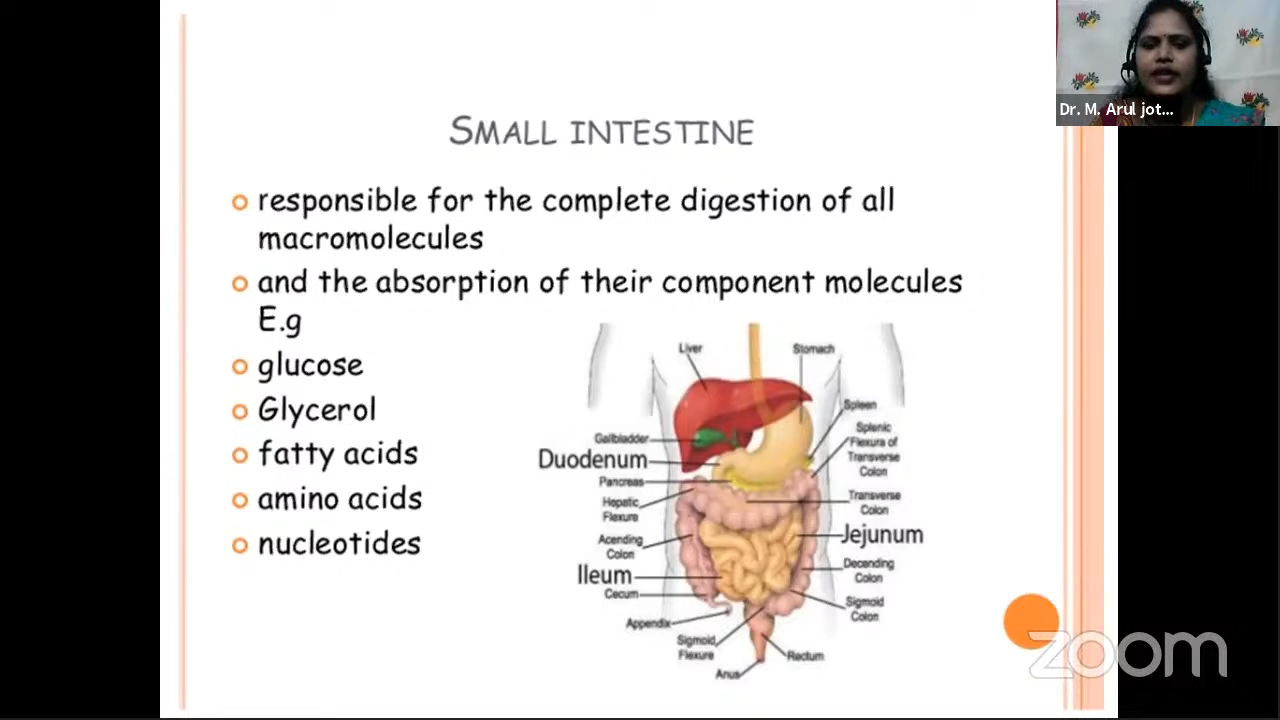 Dr. M. Arul jot...
SMALL INTESTINE
responsible for the complete digestion of all
macromolecules
and the absorption of their component molecules
E.g
glucose
Glycerol
fatty acids
amino acids
nucleotides
Liver
Stomach
Spleen
Gallbladder
Splenic
Flexura of
Transverse
Colon
Duodenum
Pancreas
Hepatic
Flexure
Transverse
Colon
Acending
Colon
Jejunum
Ileum
Decending
Colon
Cecum
Sigmoid
Colon
Appendix
Sigmoid
Flexure
Rectum
Anus
zoom